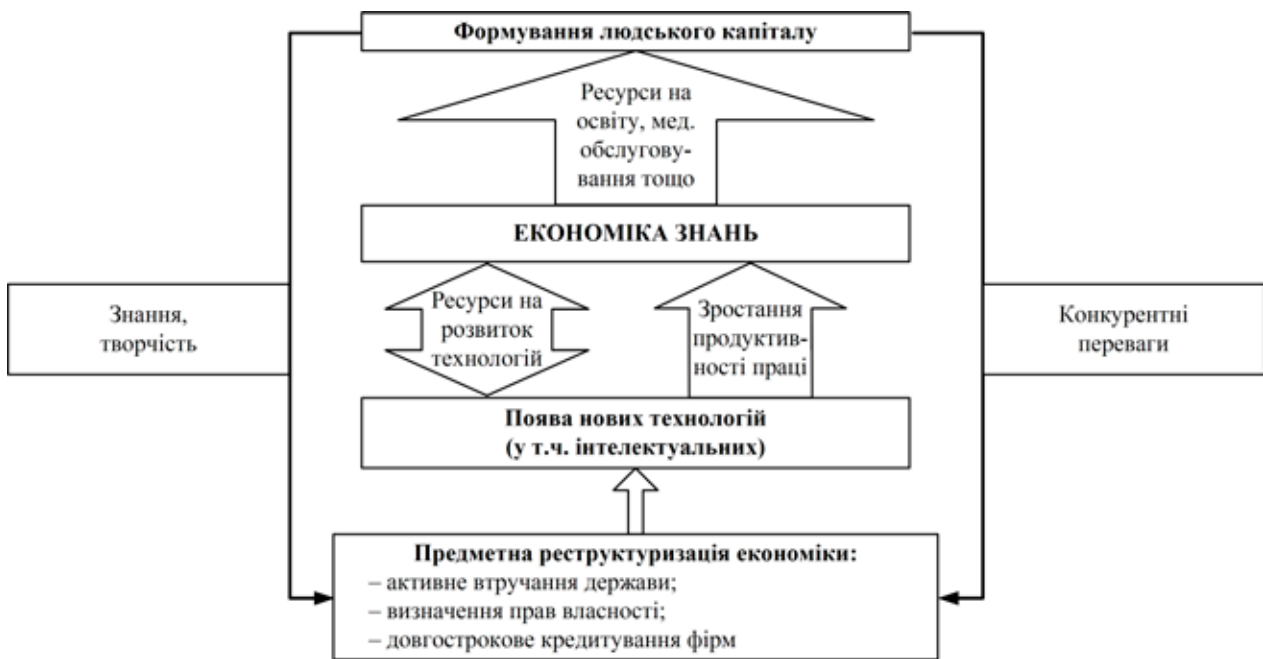 Формування людського капіталу
Ресурси на
освіту, мед.
обслугову-
вання тощо
ЕКОНОМІКА ЗНАНЬ
Знання,
творчість
Ресурси на
розвиток
технологій
Зростання
продуктив-
ності праці
Конкурентні
переваги
Поява нових технологій
(у т.ч. інтелектуальних)
Предметна реструктуризація економіки:
– активне втручання держави;
– визначення прав власності;
– довгострокове кредитування фірм